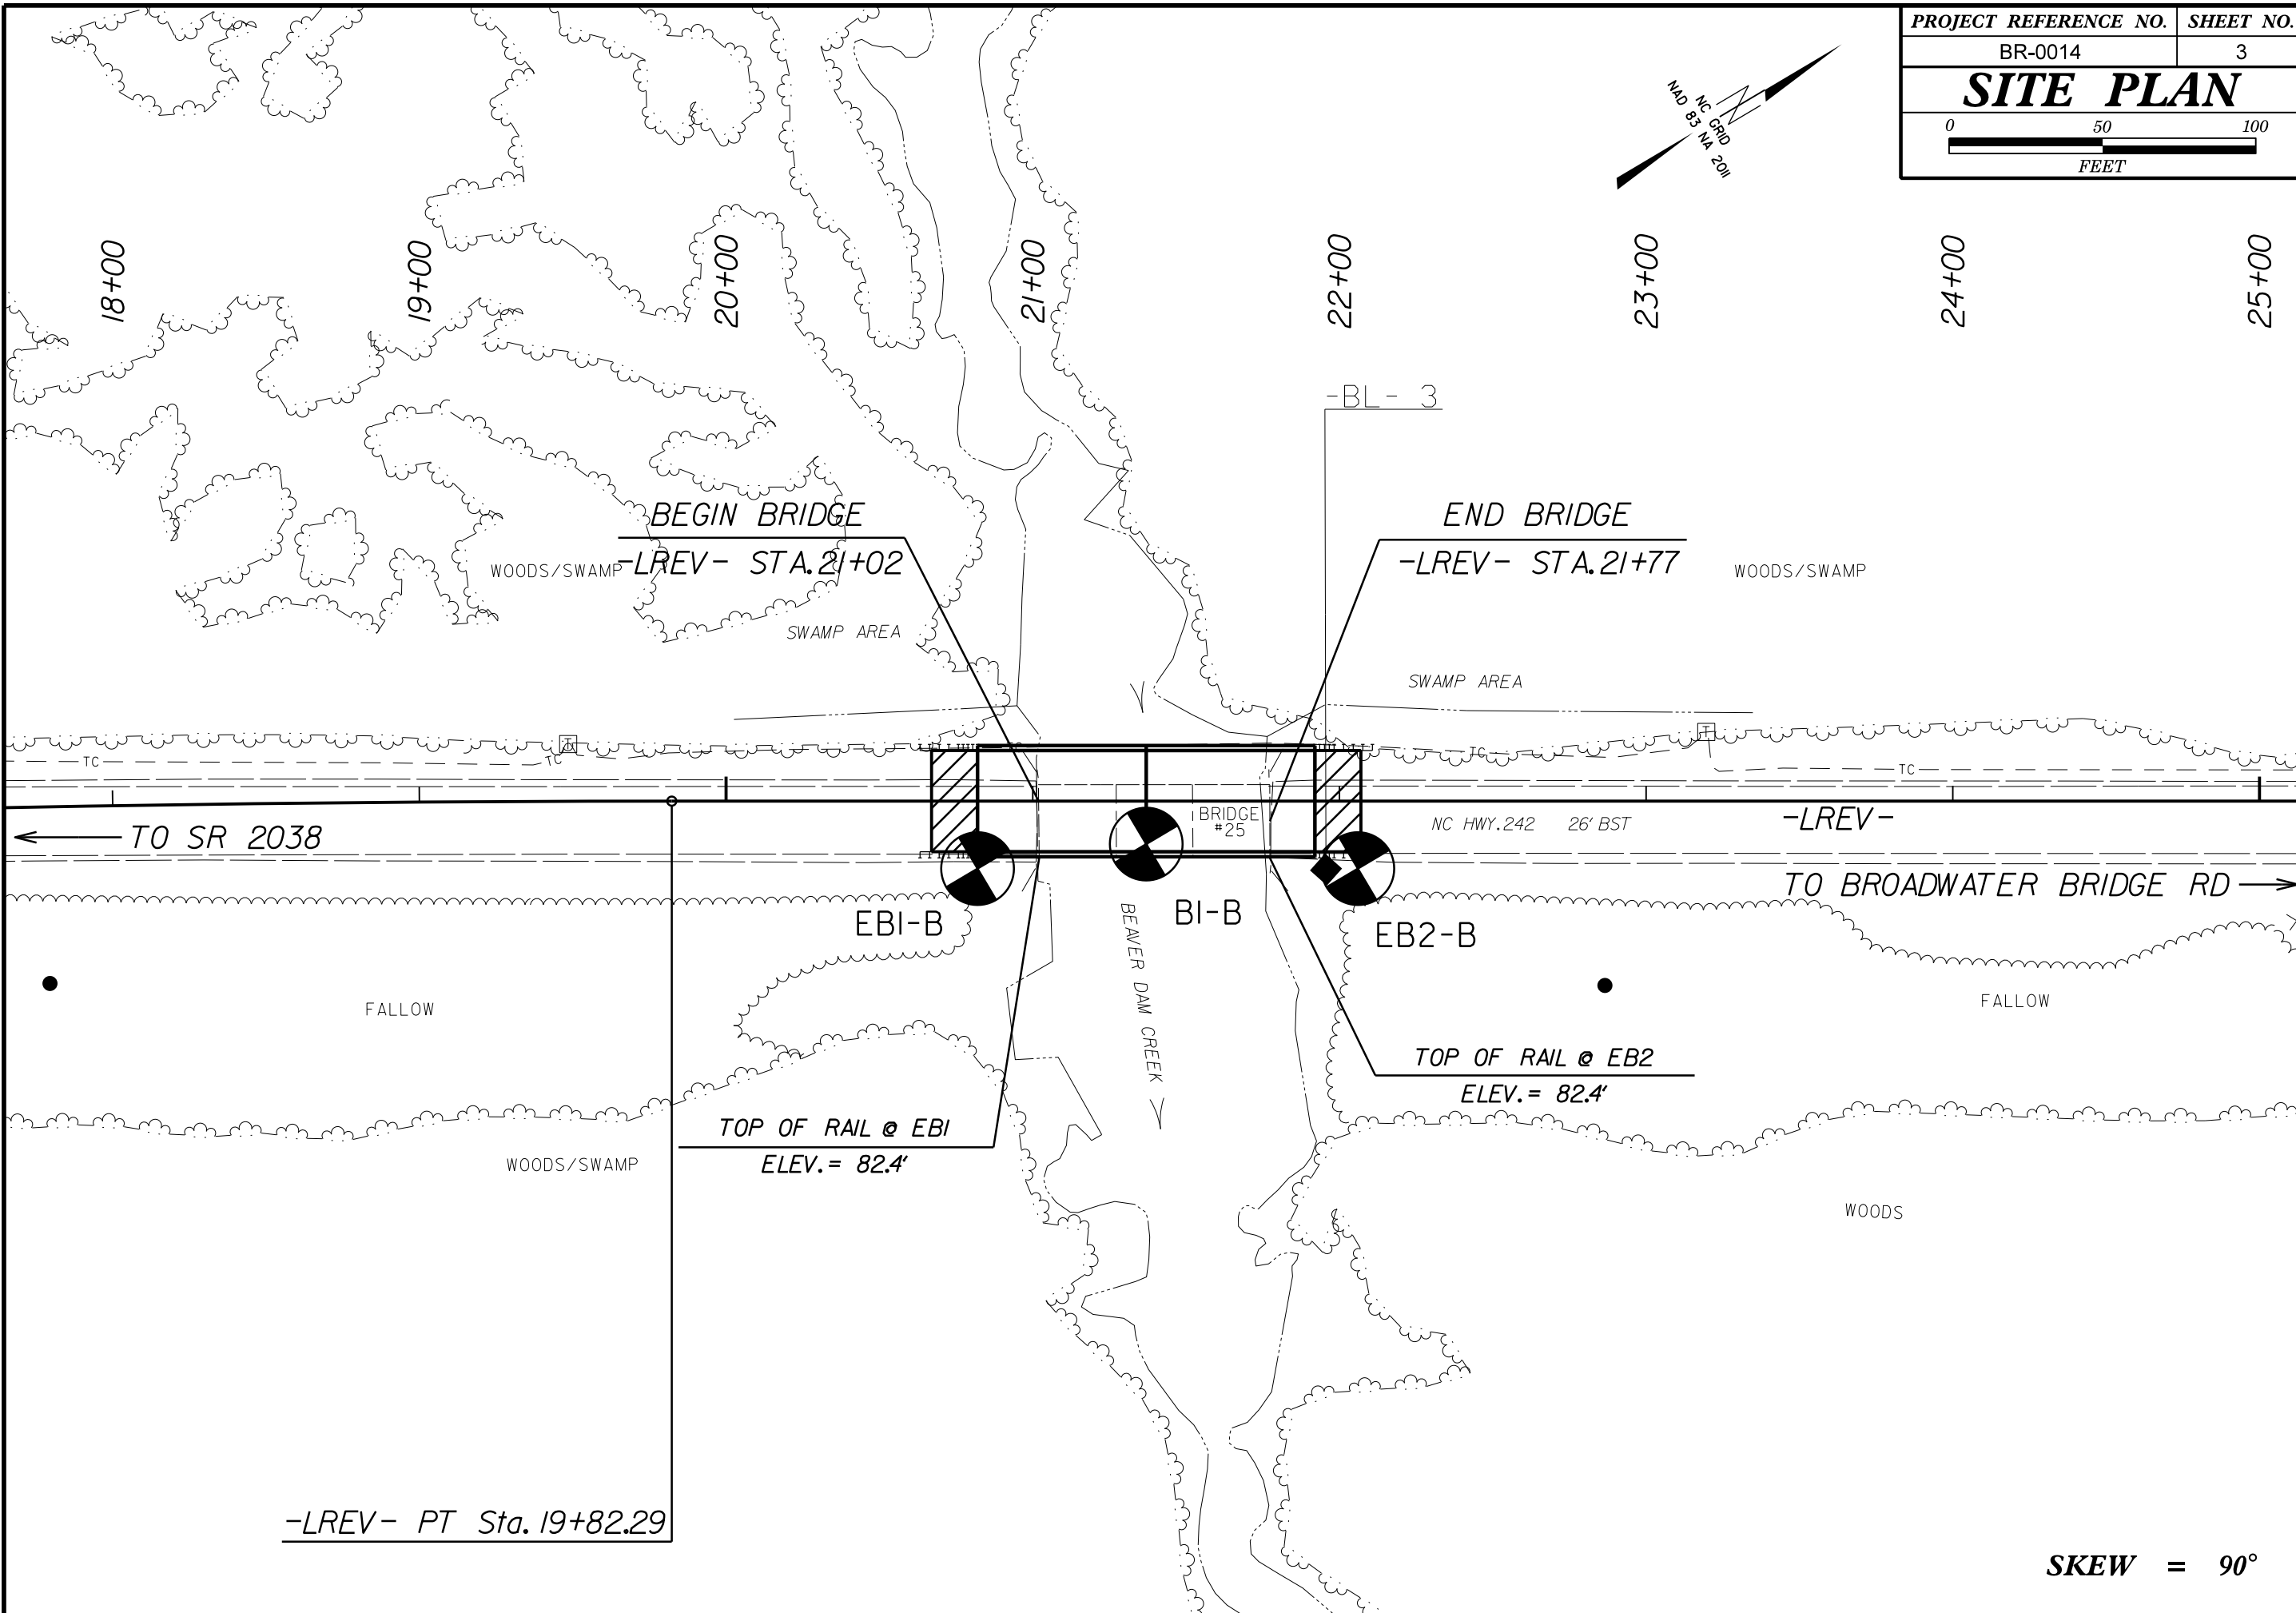 PROJECT REFERENCE NO. SHEET NO.
BR-0014 3
SITE PLAN
0 50 100
FEET
NC GRID
NAD 83 NA 2011
18+00 19+00 20+00 21+00 22+00 23+00 24+00 25+00
-BL- 3
BEGIN BRIDGE
-LREV- STA. 21+02
END BRIDGE
-LREV- STA. 21+77
WOODS/SWAMP
WOODS/SWAMP
SWAMP AREA
SWAMP AREA
T
T
TC
TC
TC
TC
BRIDGE
#25
NC HWY. 242 26' BST
-LREV-
TO SR 2038
TO BROADWATER BRIDGE RD
EB1-B
B1-B
EB2-B
BEAVER DAM CREEK
FALLOW
FALLOW
TOP OF RAIL @ EB2
ELEV. = 82.4'
TOP OF RAIL @ EB1
ELEV. = 82.4'
WOODS/SWAMP
WOODS
-LREV- PT Sta. 19+82.29
SKEW = 90°